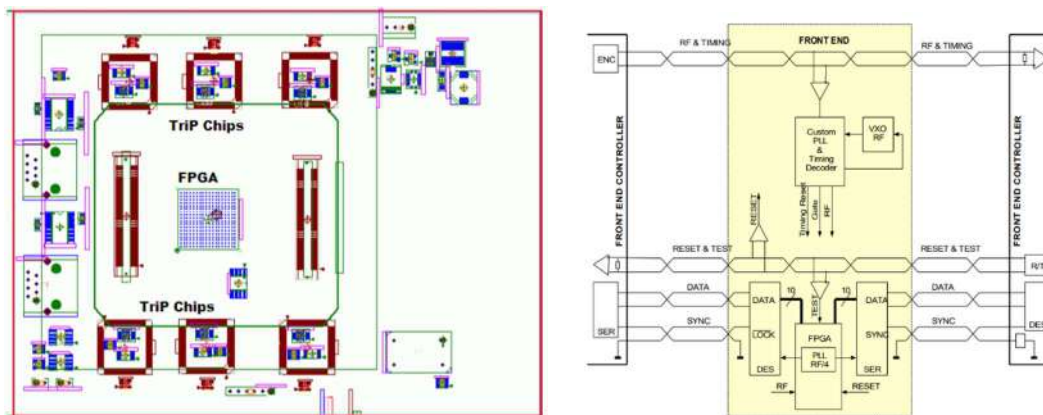 TriP Chips
FPGA
TriP Chips
RF & TIMING
FRONT END
RF & TIMING
ENC
FRONT END CONTROLLER
FRONT END CONTROLLER
Custom
PLL
&
Timing
Decoder
VXO
RF
Timing Reset
Gate
RF
RESET
RESET & TEST
RESET & TEST
R/T
DATA
DATA
SYNC
SYNC
SER
DES
TEST
10
10
DATA
LOCK
DES
FPGA
PLL
RF/4
DATA
SYNC
SER
RF
RESET